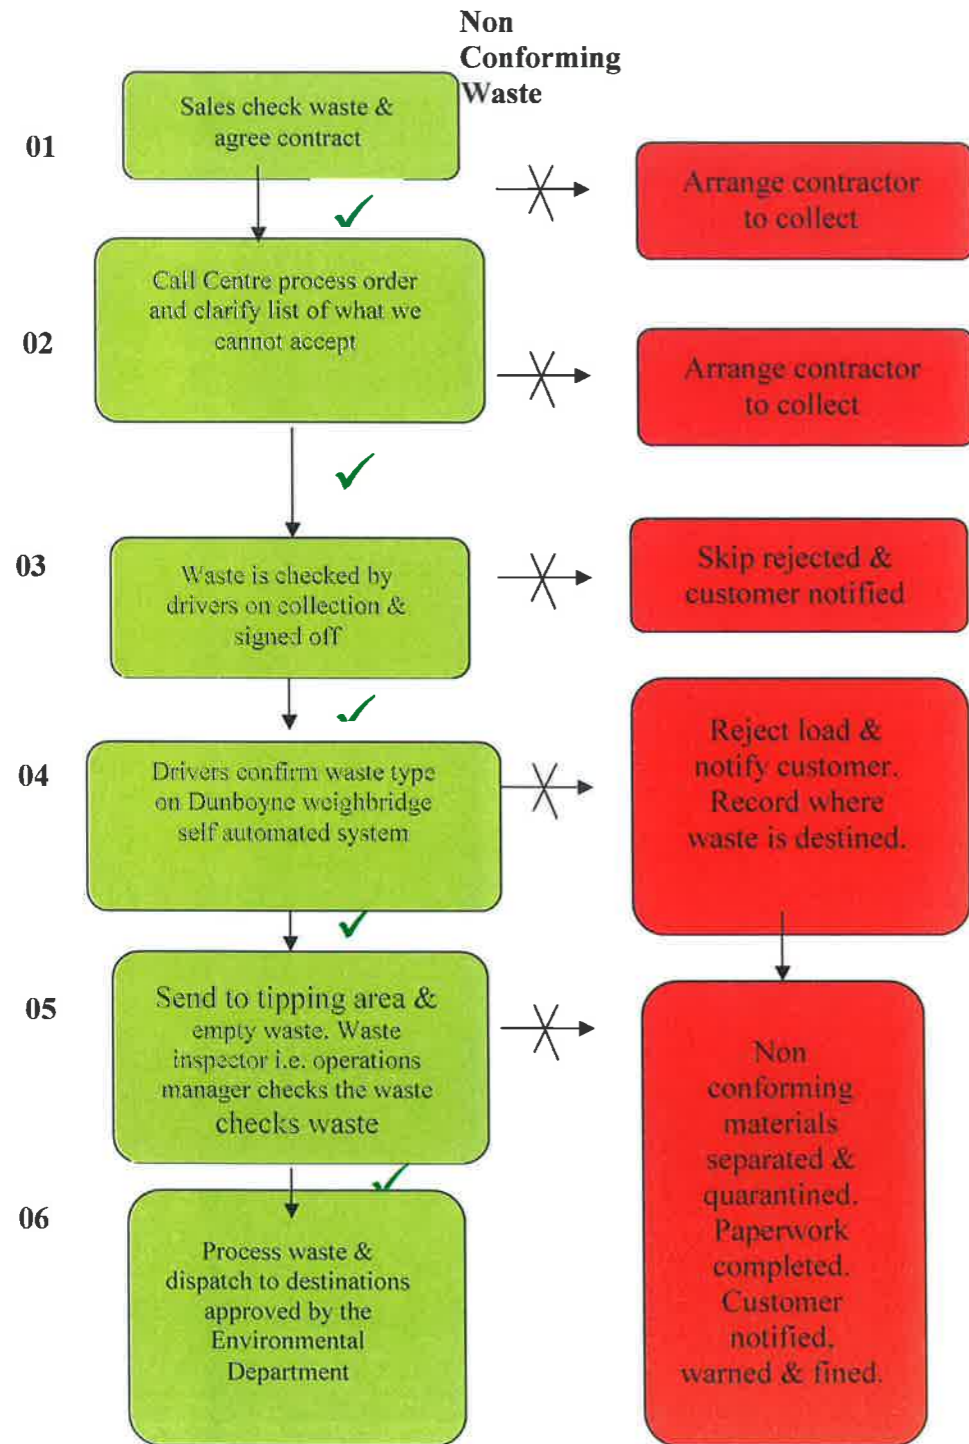 Non
Conforming
Waste
01
Sales check waste &
agree contract
Arrange contractor
to collect
02
Call Centre process order
and clarify list of what we
cannot accept
Arrange contractor
to collect
03
Waste is checked by
drivers on collection &
signed off
Skip rejected &
customer notified
04
Drivers confirm waste type
on Dunboyne weighbridge
self automated system
Reject load &
notify customer.
Record where
waste is destined.
05
Send to tipping area &
empty waste. Waste
inspector i.e. operations
manager checks the waste
checks waste
Non
conforming
materials
separated &
quarantined.
Paperwork
completed.
Customer
notified,
warned & fined.
06
Process waste &
dispatch to destinations
approved by the
Environmental
Department